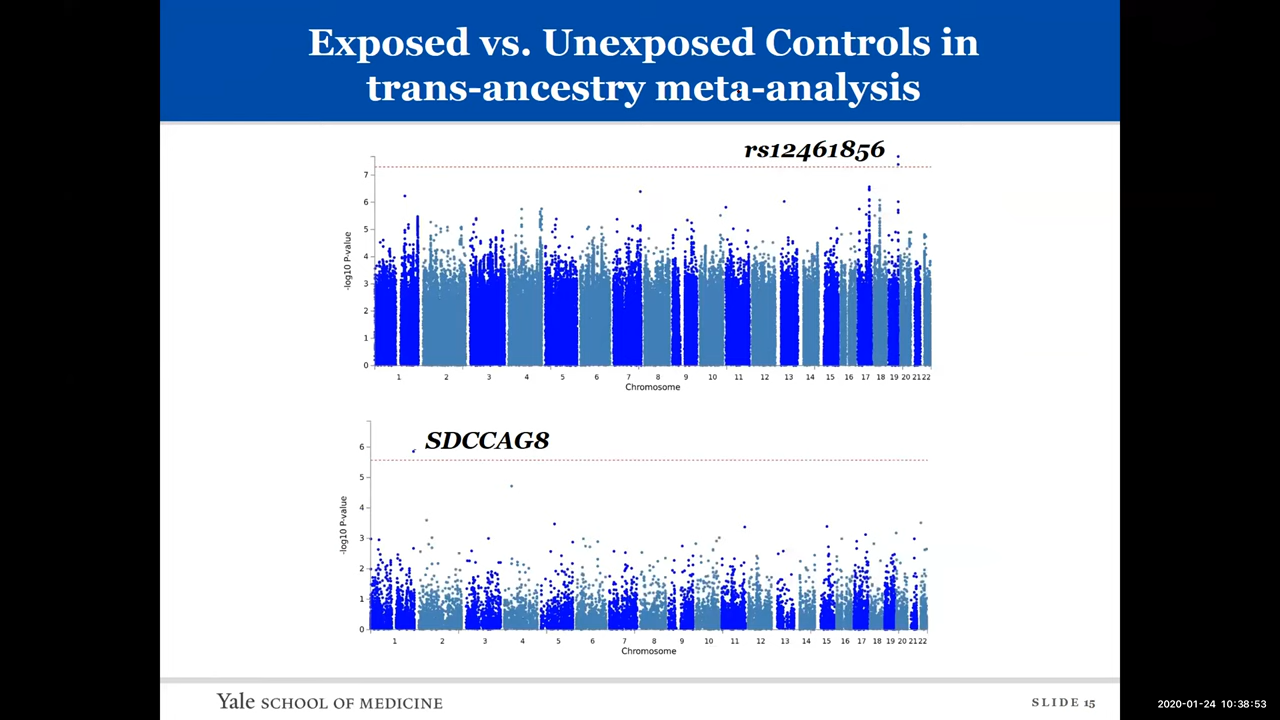 Exposed vs. Unexposed Controls in
trans-ancestry meta-analysis
rs12461856
7
6
5
4
3
2
1
0
-log10 P-value
1 2 3 4 5 6 7 8 9 10 11 12 13 14 15 16 17 18 19 20 21 22
Chromosome
SDCCAG8
6
5
4
3
2
1
0
-log10 P-value
1 2 3 4 5 6 7 8 9 10 11 12 13 14 15 16 17 18 19 20 21 22
Chromosome
Yale SCHOOL OF MEDICINE
SLIDE 15
2020-01-24 10:38:53